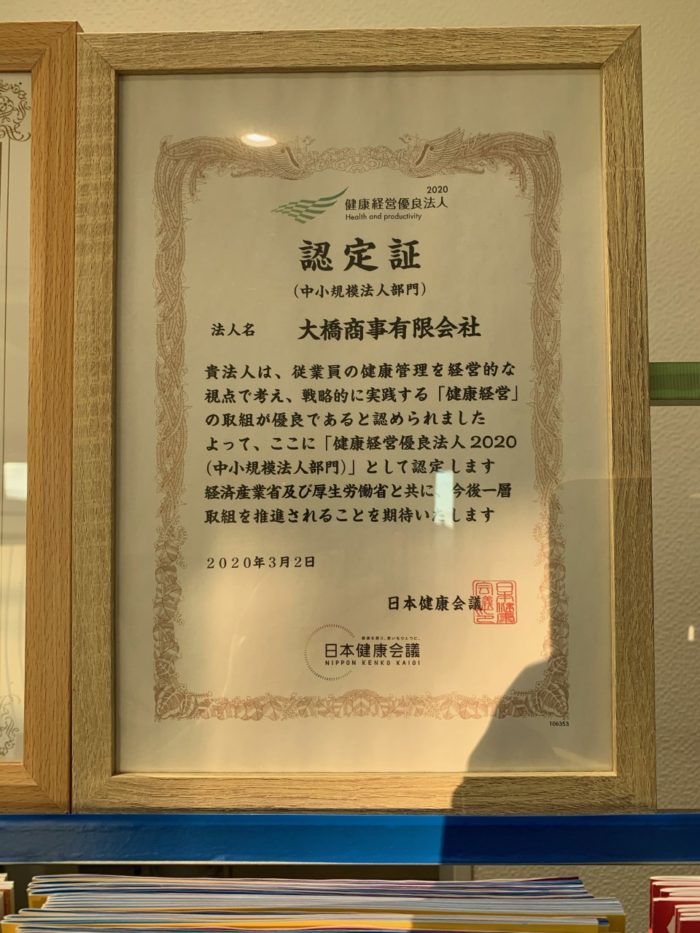 2020
健康経営優良法人
Health and productivity
認定証
(中小規模法人部門)
法人名 大橋商事有限会社
貴法人は、従業員の健康管理を経営的な
視点で考え、戦略的に実践する「健康経営」
の取組が優良であると認められました
よって、ここに「健康経営優良法人2020
(中小規模法人部門)」として認定します
経済産業省及び厚生労働省と共に、今後一層
取組を推進されることを期待いたします
2020年3月2日
日本健康会議
日本健康会議
NIPPON KENKO KAIGI
106353